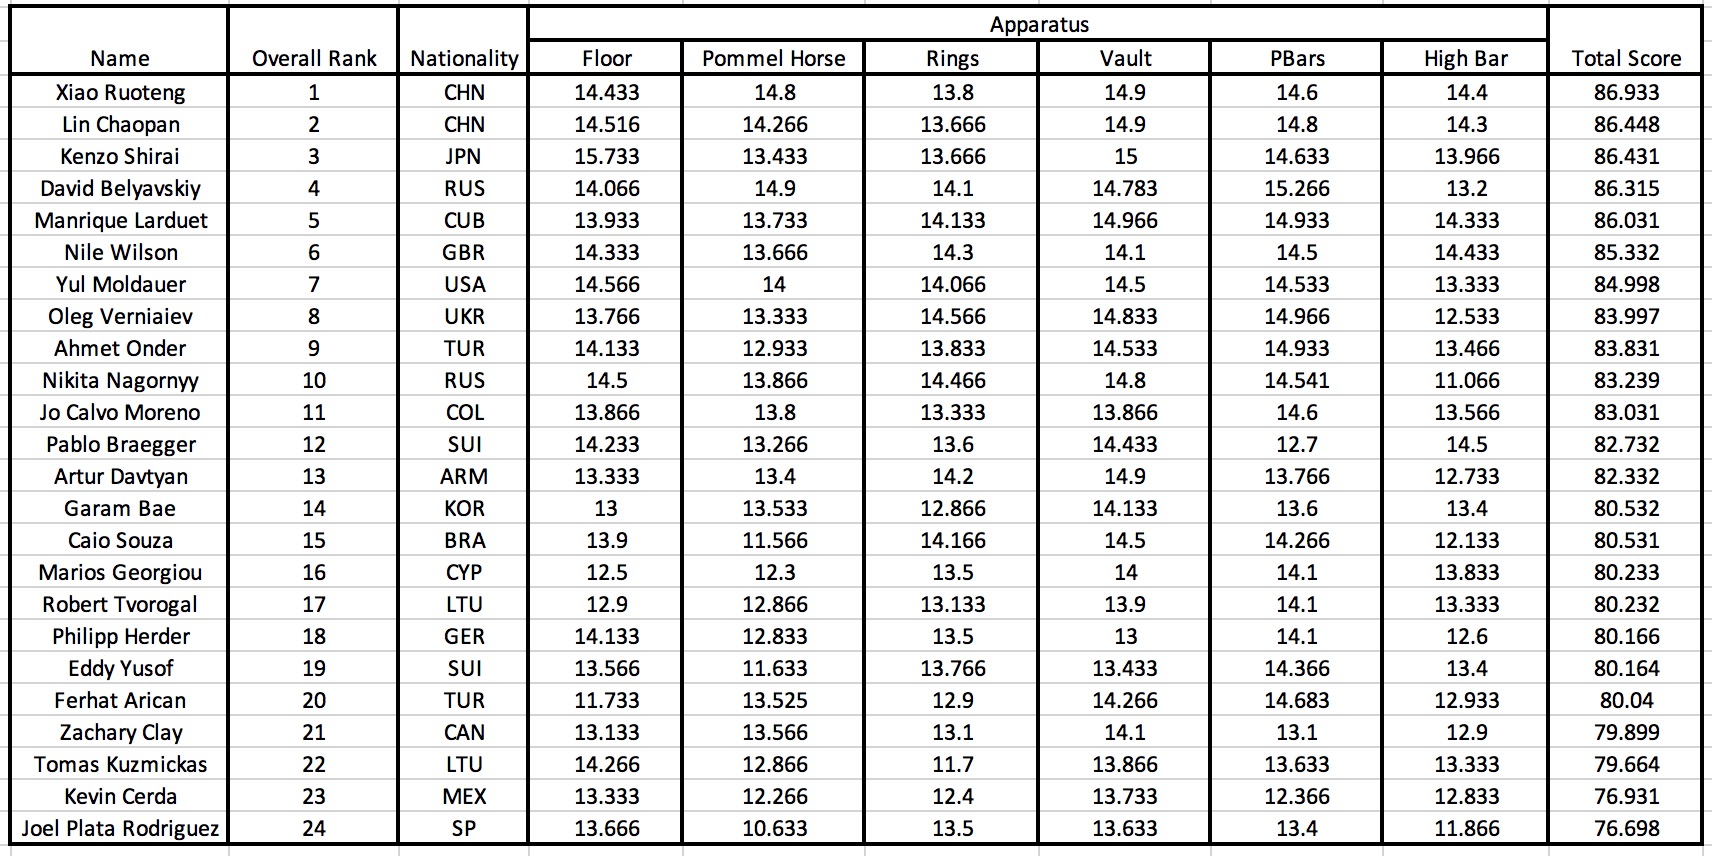 Apparatus
Name Overall Rank Nationality Floor Pommel Horse Rings Vault PBars High Bar Total Score
Xiao Ruoteng 1 CHN 14.433 14.8 13.8 14.9 14.6 14.4 86.933
Lin Chaopan 2 CHN 14.516 14.266 13.666 14.9 14.8 14.3 86.448
Kenzo Shirai 3 JPN 15.733 13.433 13.666 15 14.633 13.966 86.431
David Belyavskiy 4 RUS 14.066 14.9 14.1 14.783 15.266 13.2 86.315
Manrique Larduet 5 CUB 13.933 13.733 14.133 14.966 14.933 14.333 86.031
Nile Wilson 6 GBR 14.333 13.666 14.3 14.1 14.5 14.433 85.332
Yul Moldauer 7 USA 14.566 14 14.066 14.5 14.533 13.333 84.998
Oleg Verniaiev 8 UKR 13.766 13.333 14.566 14.833 14.966 12.533 83.997
Ahmet Onder 9 TUR 14.133 12.933 13.833 14.533 14.933 13.466 83.831
Nikita Nagornyy 10 RUS 14.5 13.866 14.466 14.8 14.541 11.066 83.239
Jo Calvo Moreno 11 COL 13.866 13.8 13.333 13.866 14.6 13.566 83.031
Pablo Braegger 12 SUI 14.233 13.266 13.6 14.433 12.7 14.5 82.732
Artur Davtyan 13 ARM 13.333 13.4 14.2 14.9 13.766 12.733 82.332
Garam Bae 14 KOR 13 13.533 12.866 14.133 13.6 13.4 80.532
Caio Souza 15 BRA 13.9 11.566 14.166 14.5 14.266 12.133 80.531
Marios Georgiou 16 CYP 12.5 12.3 13.5 14 14.1 13.833 80.233
Robert Tvorogal 17 LTU 12.9 12.866 13.133 13.9 14.1 13.333 80.232
Philipp Herder 18 GER 14.133 12.833 13.5 13 14.1 12.6 80.166
Eddy Yusof 19 SUI 13.566 11.633 13.766 13.433 14.366 13.4 80.164
Ferhat Arican 20 TUR 11.733 13.525 12.9 14.266 14.683 12.933 80.04
Zachary Clay 21 CAN 13.133 13.566 13.1 14.1 13.1 12.9 79.899
Tomas Kuzmickas 22 LTU 14.266 12.866 11.7 13.866 13.633 13.333 79.664
Kevin Cerda 23 MEX 13.333 12.266 12.4 13.733 12.366 12.833 76.931
Joel Plata Rodriguez 24 SP 13.666 10.633 13.5 13.633 13.4 11.866 76.698